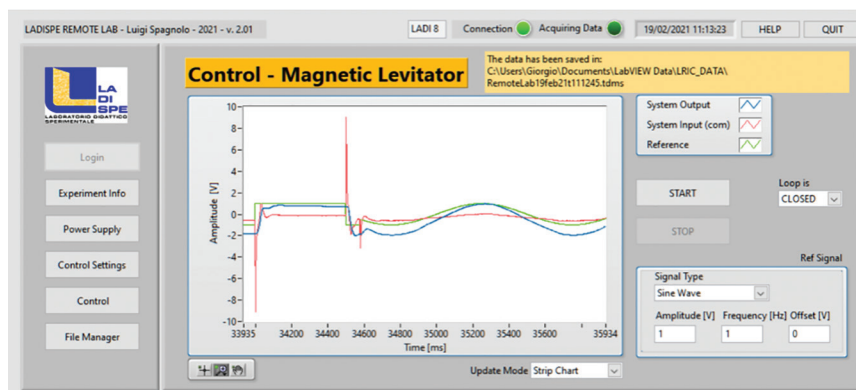 LADISPE REMOTE LAB - Luigi Spagnolo - 2021 - v. 2.01
LADI 8
Connection
Acquiring Data
19/02/2021 11:13:23
HELP
QUIT
LA
DI
SPE
LABORATORIO DIDATTICO
SPERIMENTALE
Login
Experiment Info
Power Supply
Control Settings
Control
File Manager
Control - Magnetic Levitator
The data has been saved in:
C:\Users\Giorgio\Documents\LabVIEW Data\LRIC_DATA\
RemoteLab19feb21t111245.tdms
Amplitude [V]
10
8
6
4
2
0
-2
-4
-6
-8
-10
33935 34200 34400 34600 34800 35000 35200 35400 35600 35934
Time [ms]
Update Mode Strip Chart
System Output
System Input (com)
Reference
START
STOP
Loop is
CLOSED
Ref Signal
Signal Type
Sine Wave
Amplitude [V] Frequency [Hz] Offset [V]
1 1 0